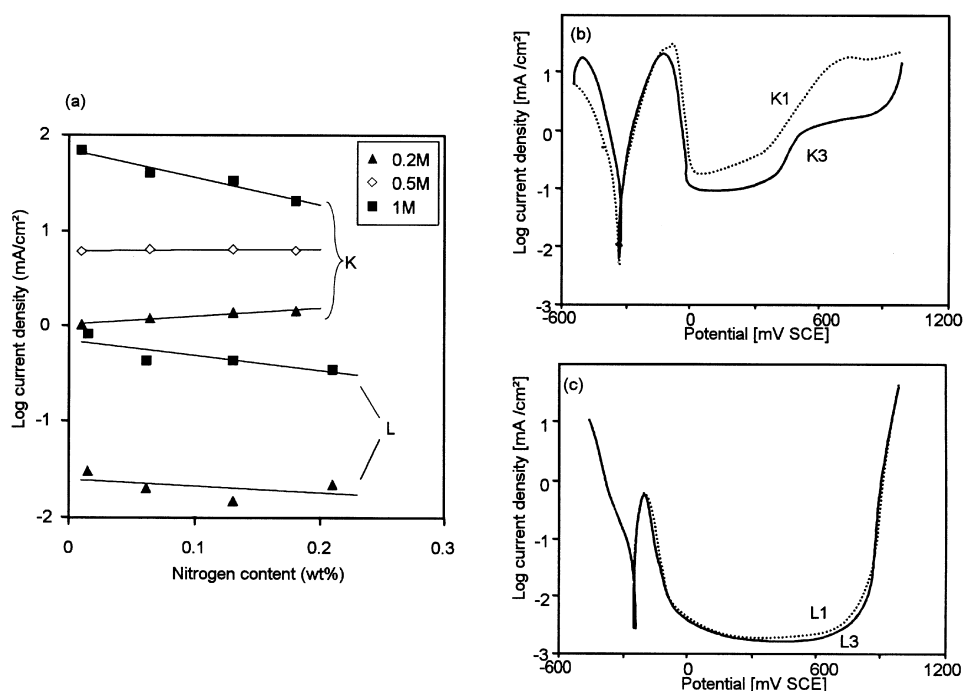 (a)
Log current density (mA/cm²)
2
1
0
-1
-2
▲ 0.2M
◇ 0.5M
■ 1M
K
L
0 0.1 0.2 0.3
Nitrogen content (wt%)
(b)
Log current density [mA /cm²]
1
0
-1
-2
-3
K1
K3
-600 0 600 1200
Potential [mV SCE]
(c)
Log current density [mA /cm²]
1
0
-1
-2
-3
L1
L3
-600 0 600 1200
Potential [mV SCE]